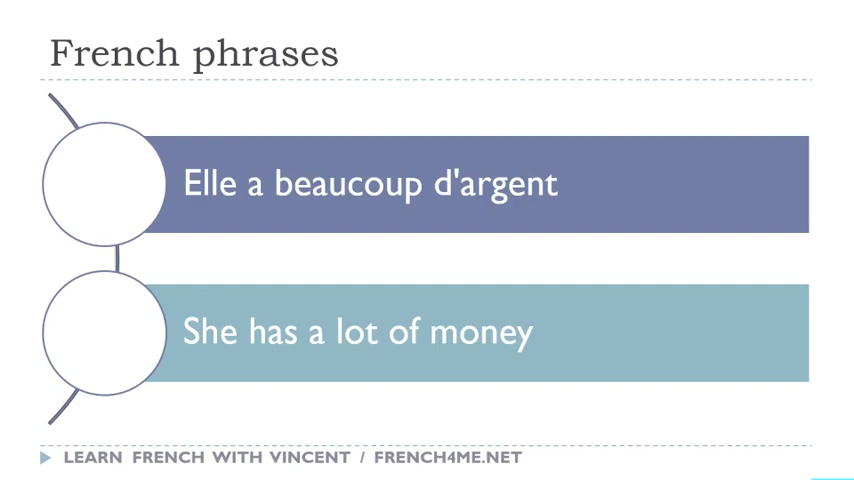 French phrases
Elle a beaucoup d'argent
She has a lot of money
LEARN FRENCH WITH VINCENT / FRENCH4ME.NET